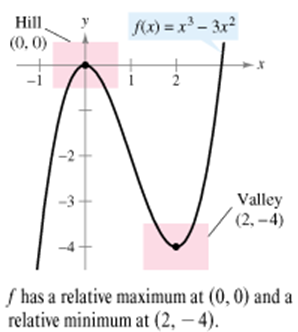 Hill
(0, 0)
y
f(x) = x³ – 3x²
x
–1
1
2
–2
–3
–4
Valley
(2, –4)
f has a relative maximum at (0, 0) and a
relative minimum at (2, – 4).